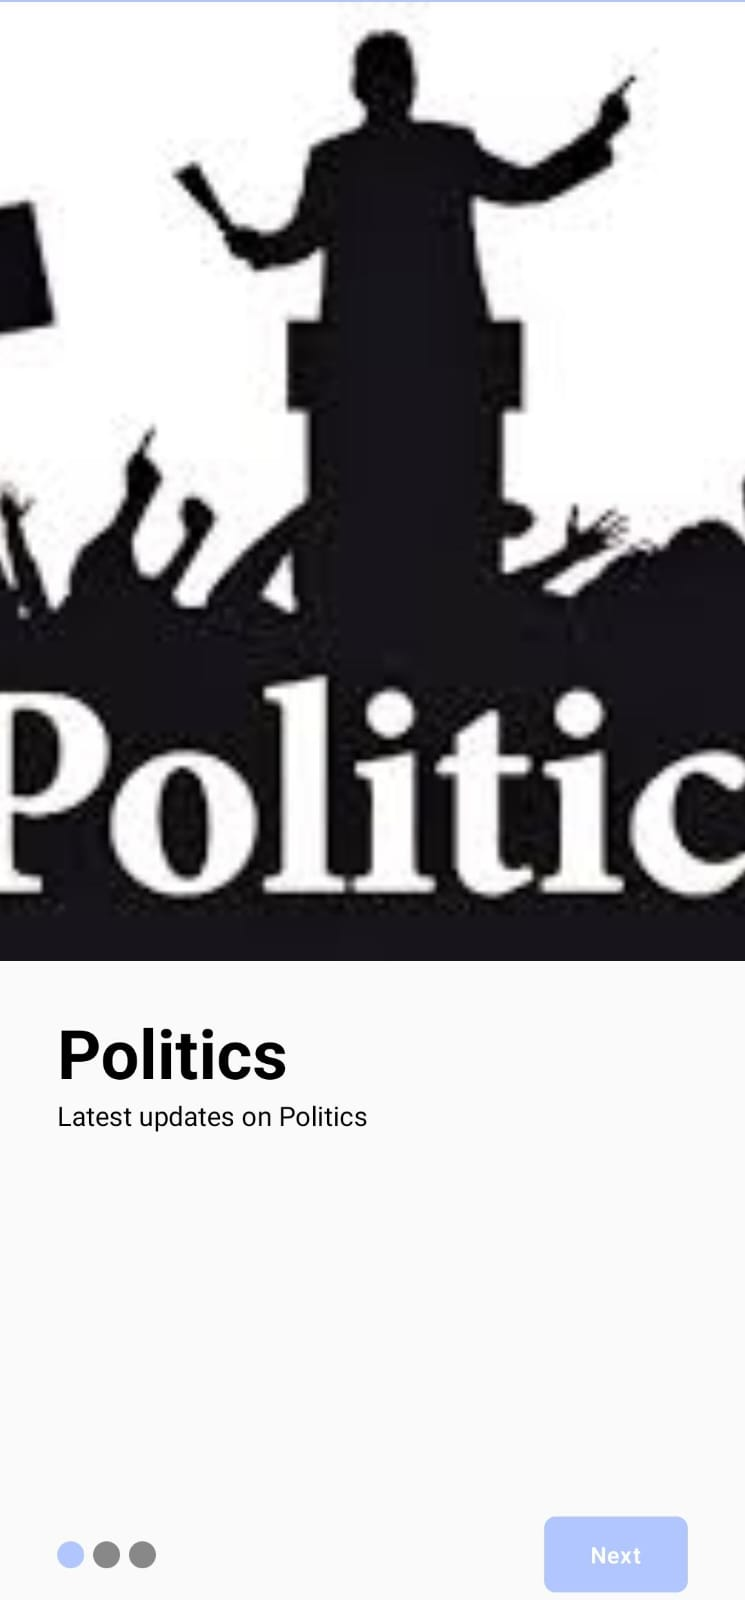 Politic
Politics
Latest updates on Politics
Next